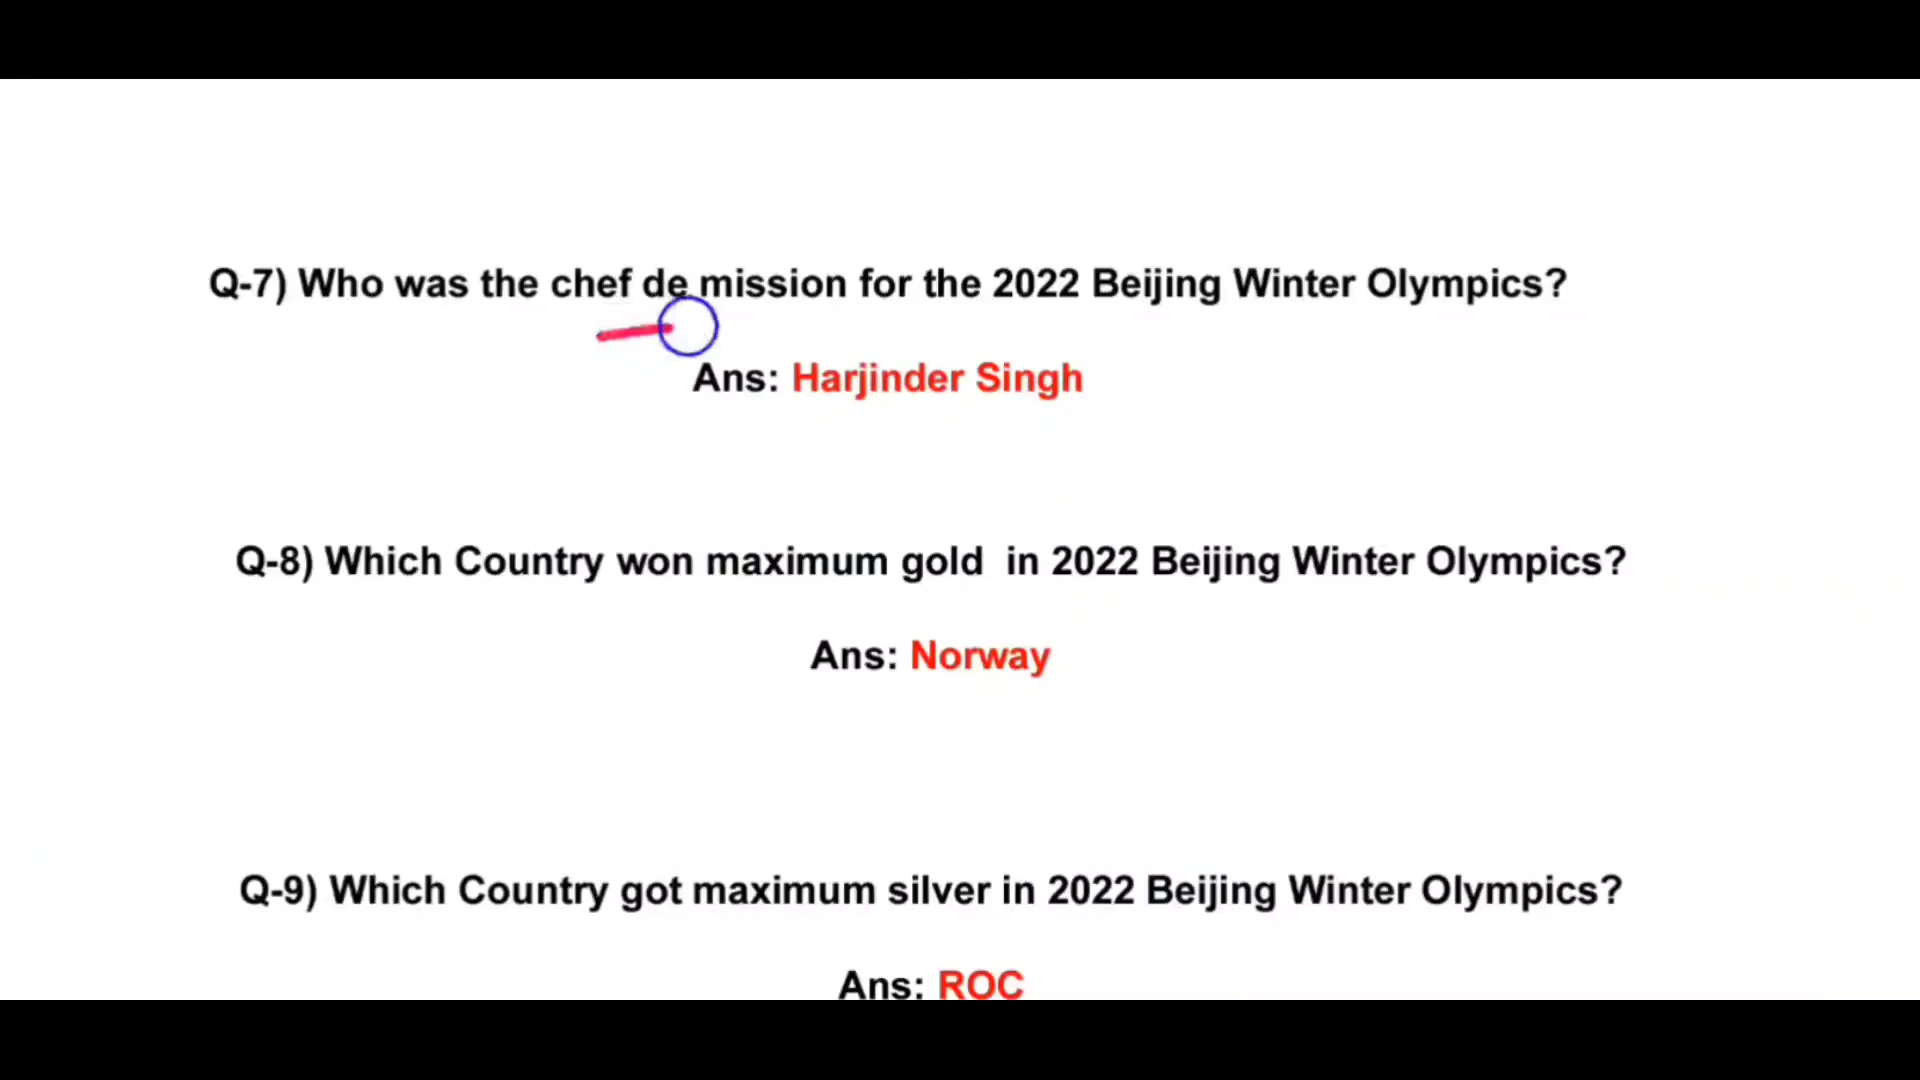 Q-7) Who was the chef de mission for the 2022 Beijing Winter Olympics?
Ans: Harjinder Singh
Q-8) Which Country won maximum gold in 2022 Beijing Winter Olympics?
Ans: Norway
Q-9) Which Country got maximum silver in 2022 Beijing Winter Olympics?
Ans: ROC